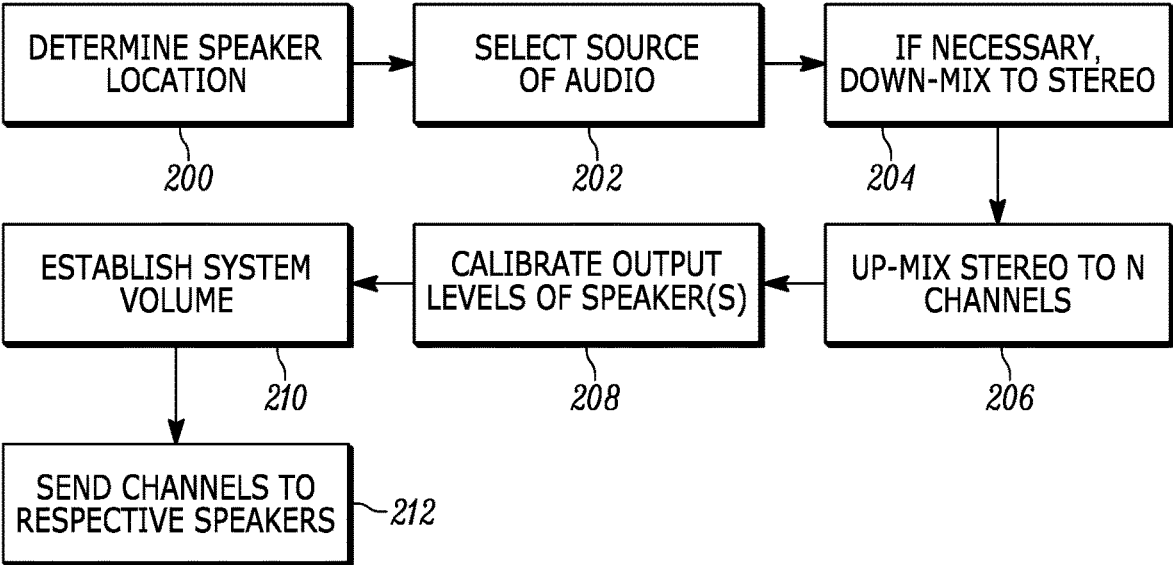 DETERMINE SPEAKER
LOCATION
200
SELECT SOURCE
OF AUDIO
202
IF NECESSARY,
DOWN-MIX TO STEREO
204
UP-MIX STEREO TO N
CHANNELS
206
CALIBRATE OUTPUT
LEVELS OF SPEAKER(S)
208
ESTABLISH SYSTEM
VOLUME
210
SEND CHANNELS TO
RESPECTIVE SPEAKERS
212